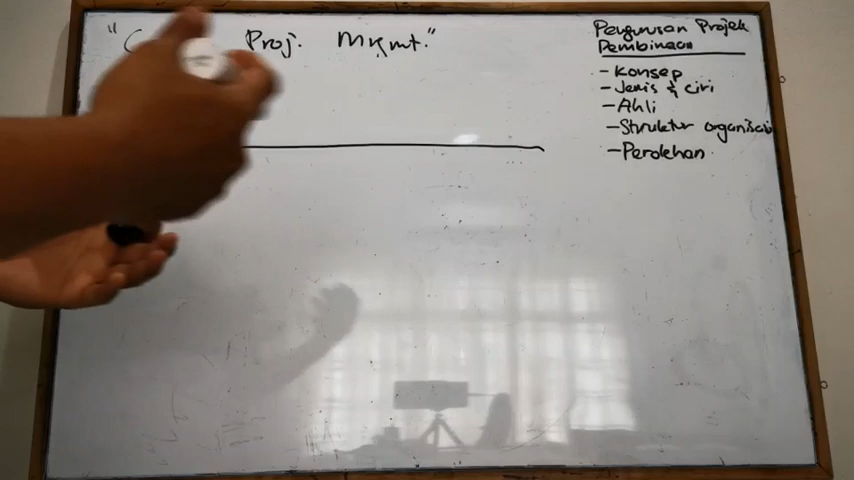 " Proj. Mgmt."
Pengurusan Projek
Pembinaan
- Konsep
- Jenis & ciri
- Ahli
- Struktur organisasi
- Perolehan